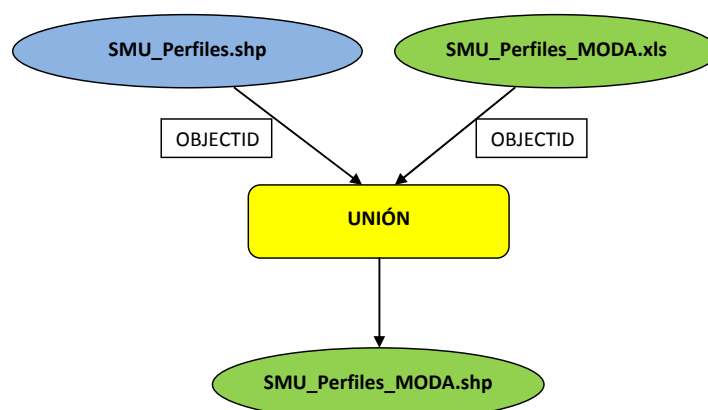 SMU_Perfiles.shp
SMU_Perfiles_MODA.xls
OBJECTID
OBJECTID
UNIÓN
SMU_Perfiles_MODA.shp